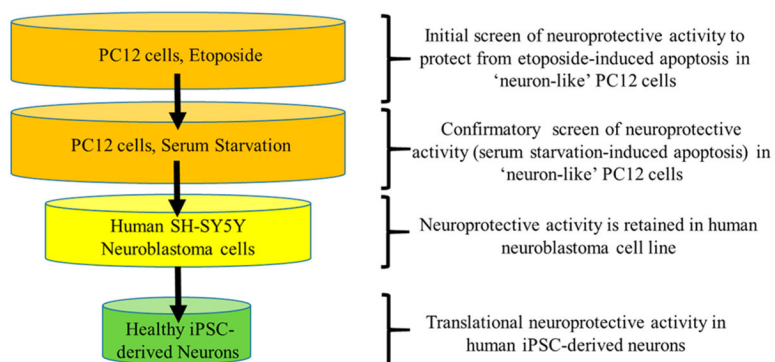 PC12 cells, Etoposide
Initial screen of neuroprotective activity to
protect from etoposide-induced apoptosis in
‘neuron-like’ PC12 cells
PC12 cells, Serum Starvation
Confirmatory screen of neuroprotective
activity (serum starvation-induced apoptosis) in
‘neuron-like’ PC12 cells
Human SH-SY5Y
Neuroblastoma cells
Neuroprotective activity is retained in human
neuroblastoma cell line
Healthy iPSC-
derived Neurons
Translational neuroprotective activity in
human iPSC-derived neurons